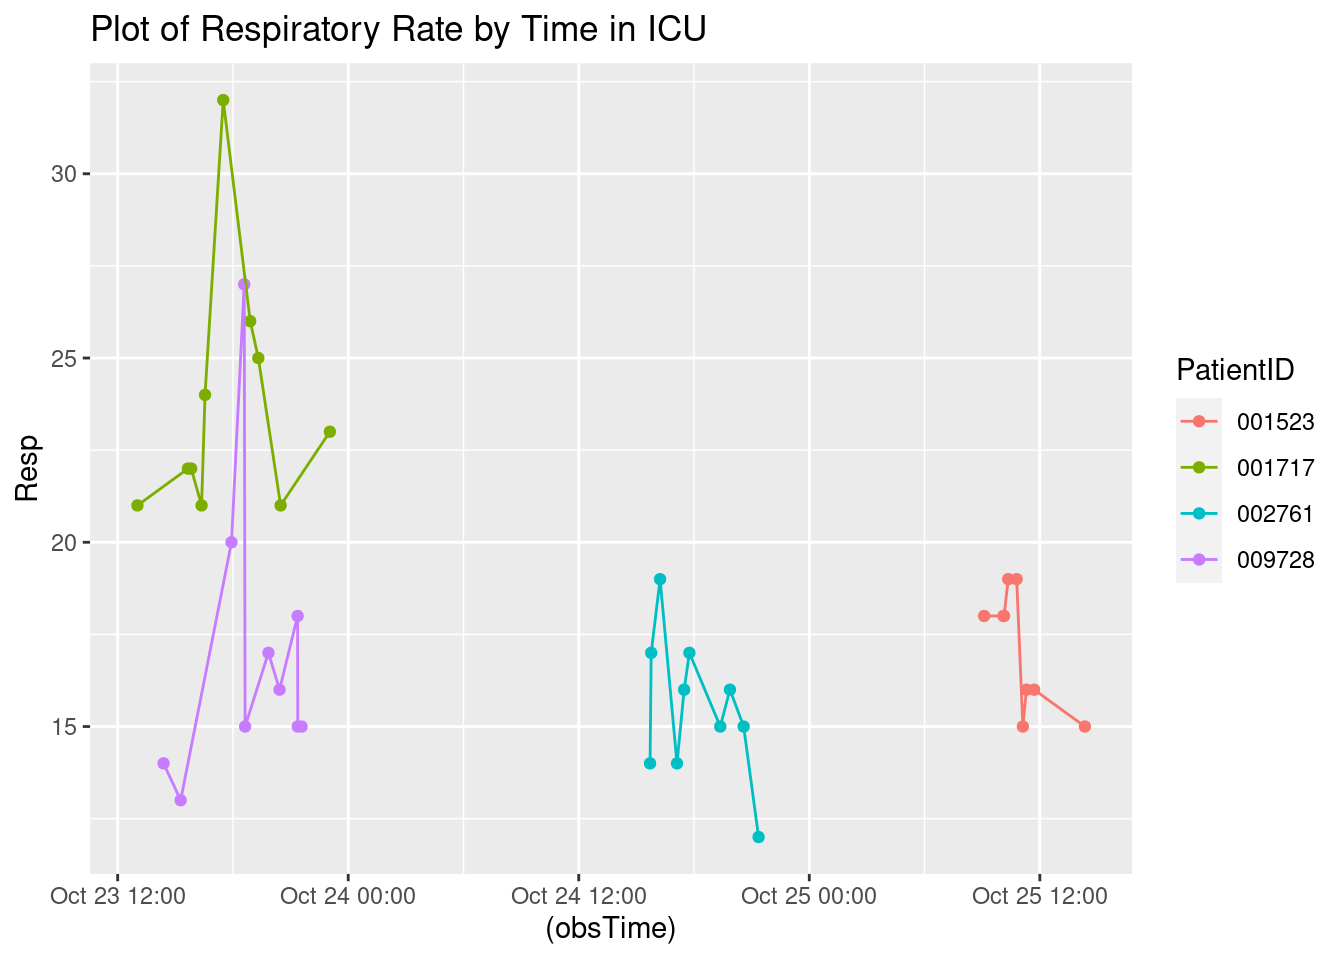 Plot of Respiratory Rate by Time in ICU
Resp
30
25
20
15
Oct 23 12:00 Oct 24 00:00 Oct 24 12:00 Oct 25 00:00 Oct 25 12:00
(obsTime)
PatientID
001523
001717
002761
009728